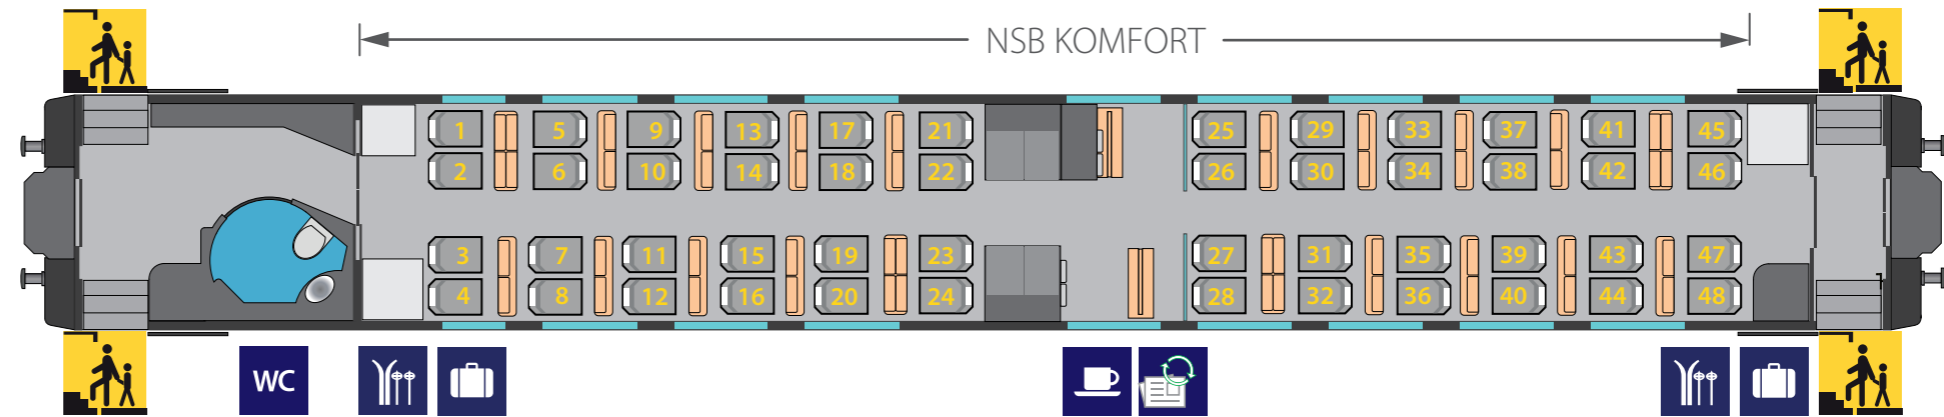 NSB KOMFORT
1 5 9 13 17 21 25 29 33 37 41 45
2 6 10 14 18 22 26 30 34 38 42 46
3 7 11 15 19 23 27 31 35 39 43 47
4 8 12 16 20 24 28 32 36 40 44 48
WC